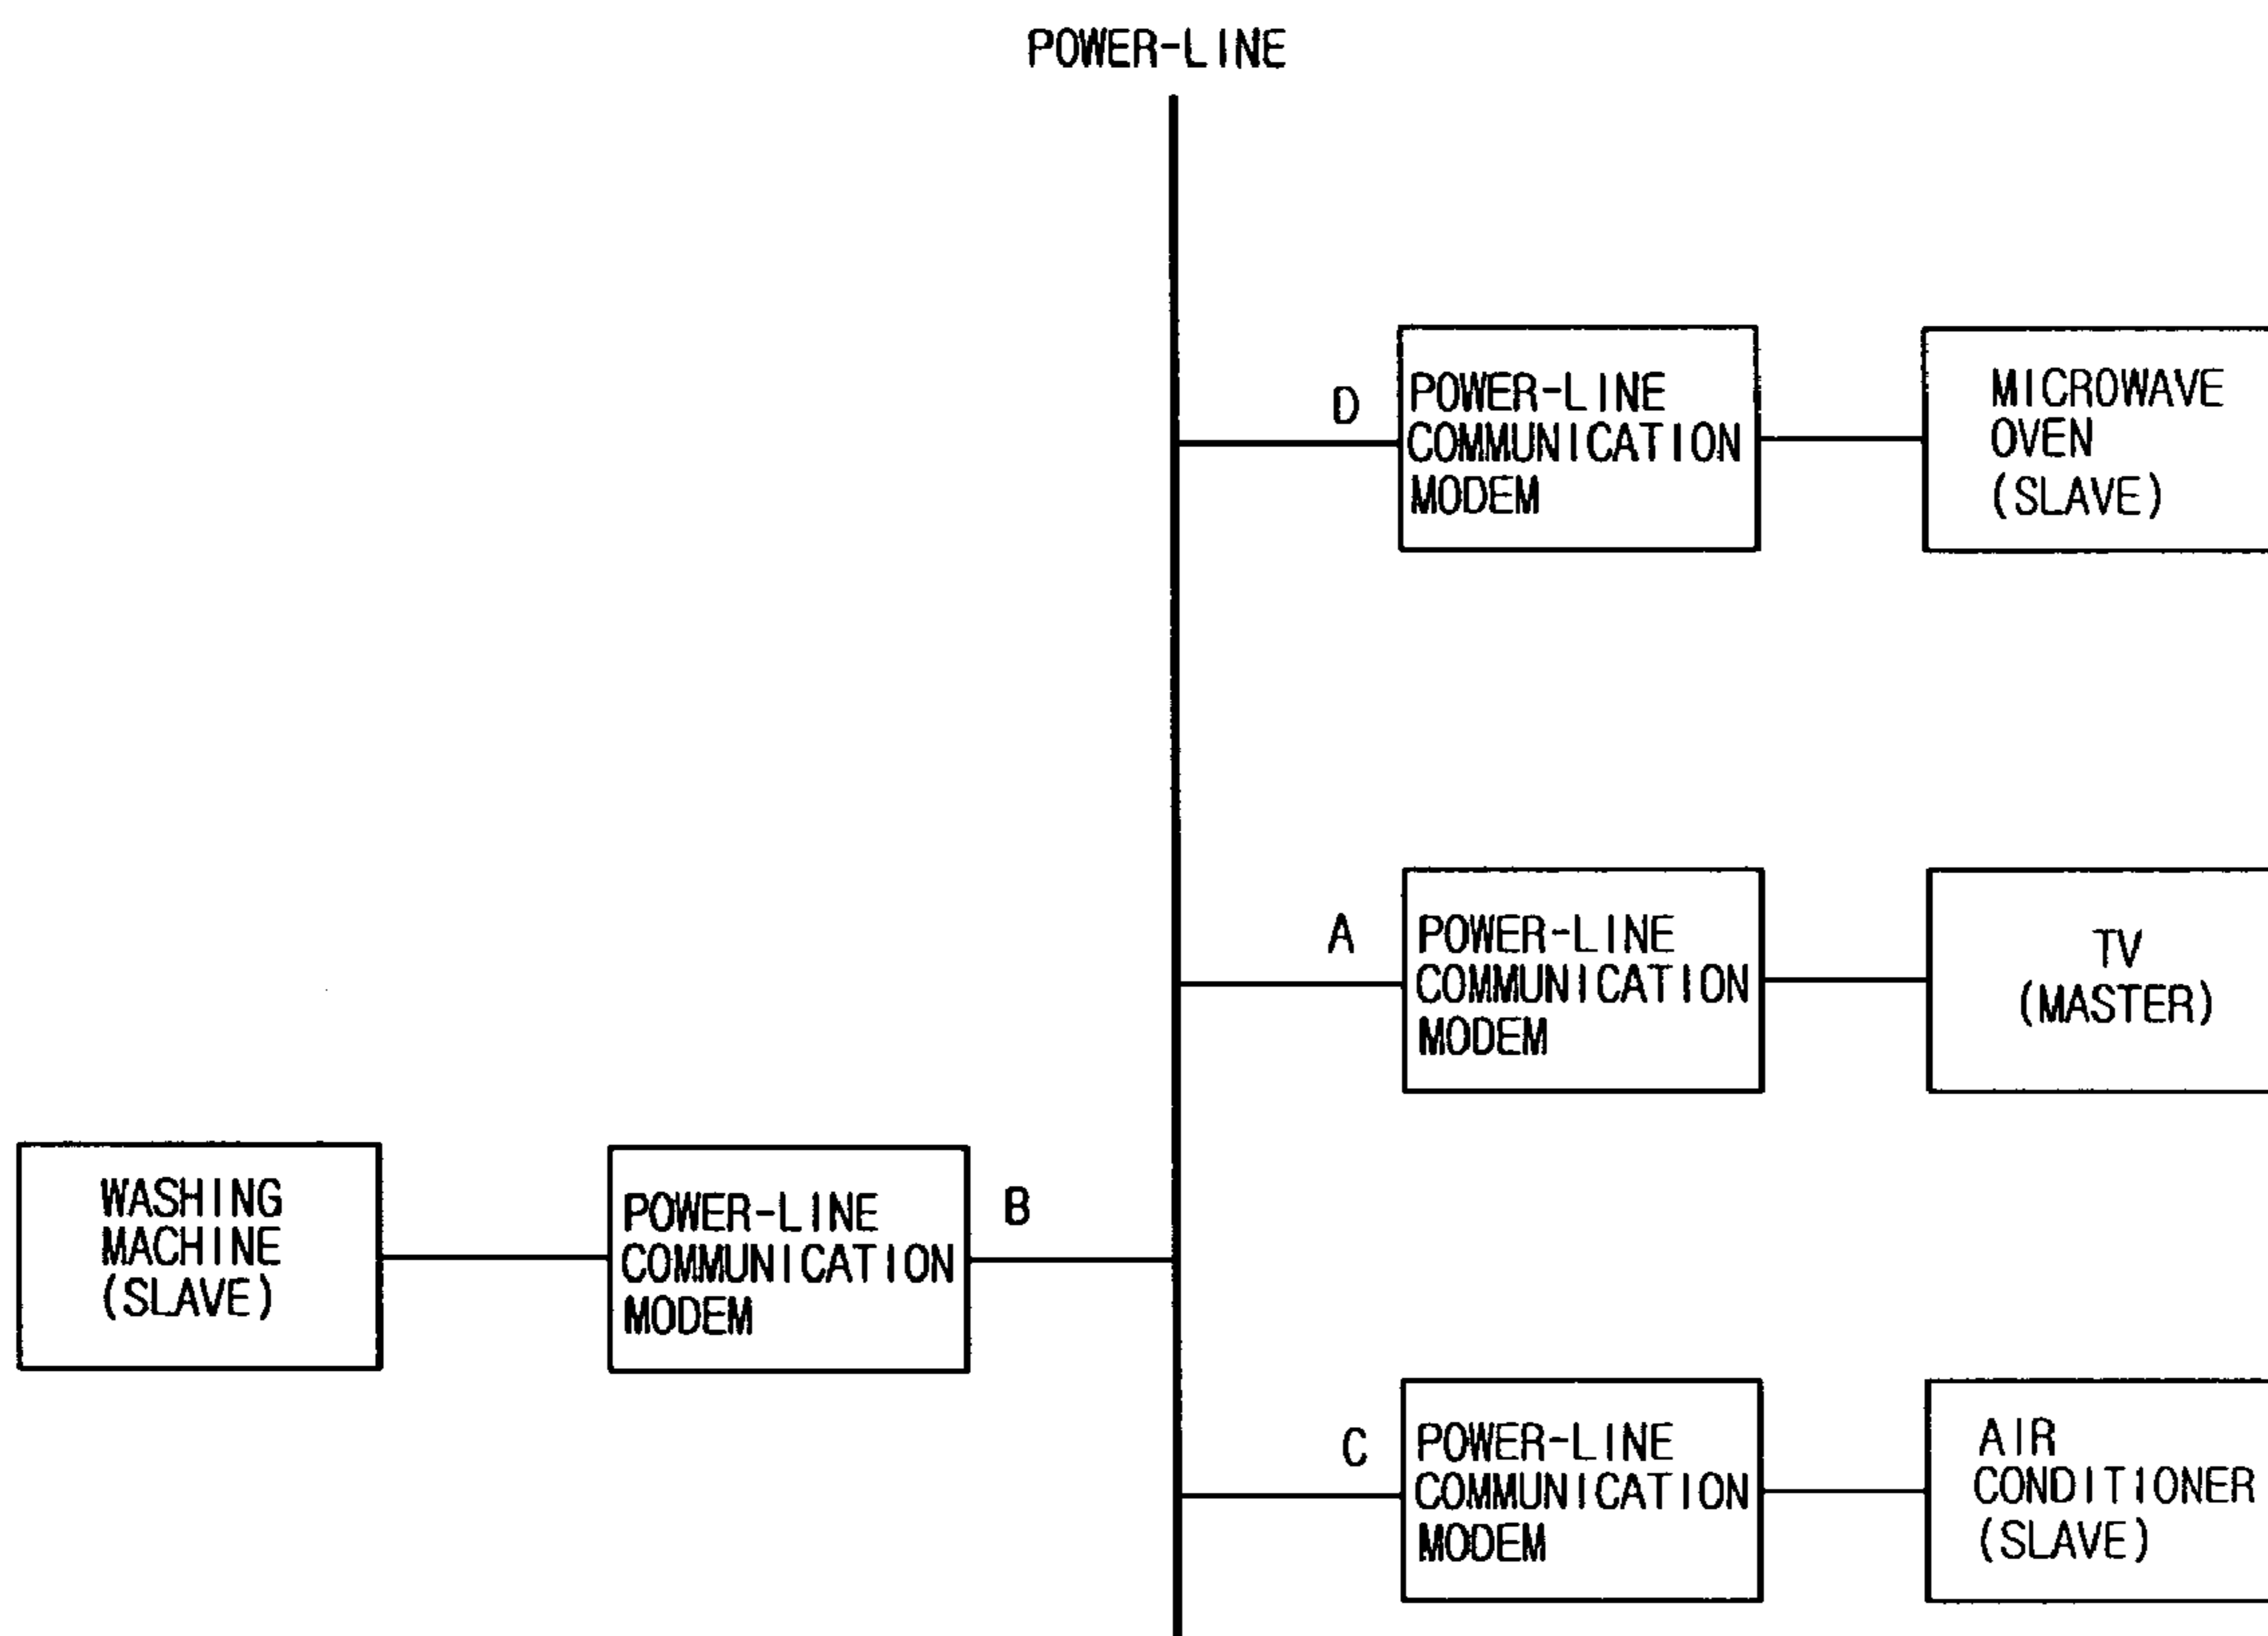 POWER-LINE
D
POWER-LINE
COMMUNICATION
MODEM
MICROWAVE
OVEN
(SLAVE)
A
POWER-LINE
COMMUNICATION
MODEM
TV
(MASTER)
WASHING
MACHINE
(SLAVE)
POWER-LINE
COMMUNICATION
MODEM
B
C
POWER-LINE
COMMUNICATION
MODEM
AIR
CONDITIONER
(SLAVE)